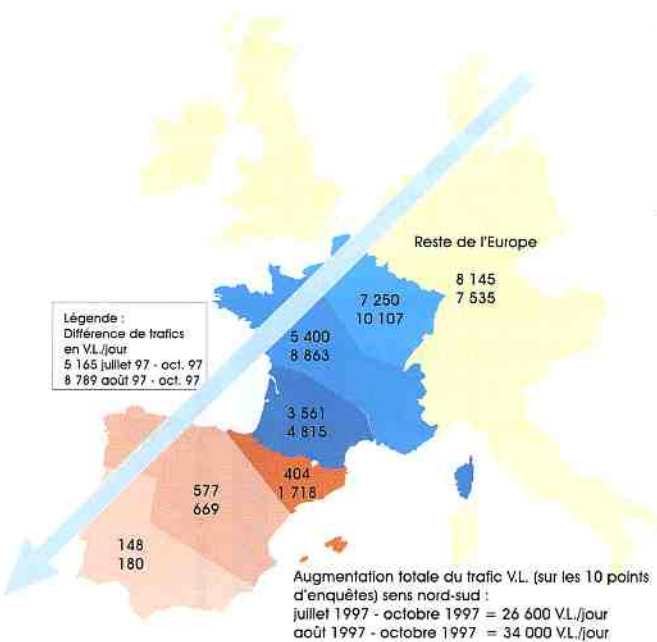 Reste de l'Europe
8 145
7 535
7 250
10 107
Légende :
Différence de trafics
en V.L./jour
5 165 juillet 97 - oct. 97
8 789 août 97 - oct. 97
5 400
8 863
3 561
4 815
404
1 718
577
669
148
180
Augmentation totale du trafic V.L. (sur les 10 points
d'enquêtes) sens nord-sud :
juillet 1997 - octobre 1997 = 26 600 V.L./jour
août 1997 - octobre 1997 = 34 000 V.L./jour